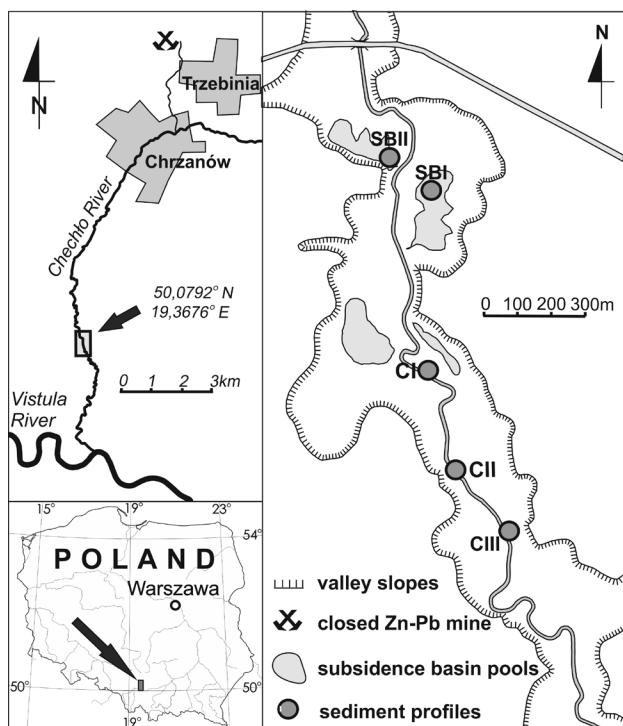 Trzebinia
N
Chrzanów
Chechło River
50,0792° N
19,3676° E
0 1 2 3km
Vistula
River
15° 19° 23°
54°
POLAND
Warszawa
50° 50°
19°
N
SBII
SBI
0 100 200 300m
CI
CII
CIII
valley slopes
closed Zn-Pb mine
subsidence basin pools
sediment profiles